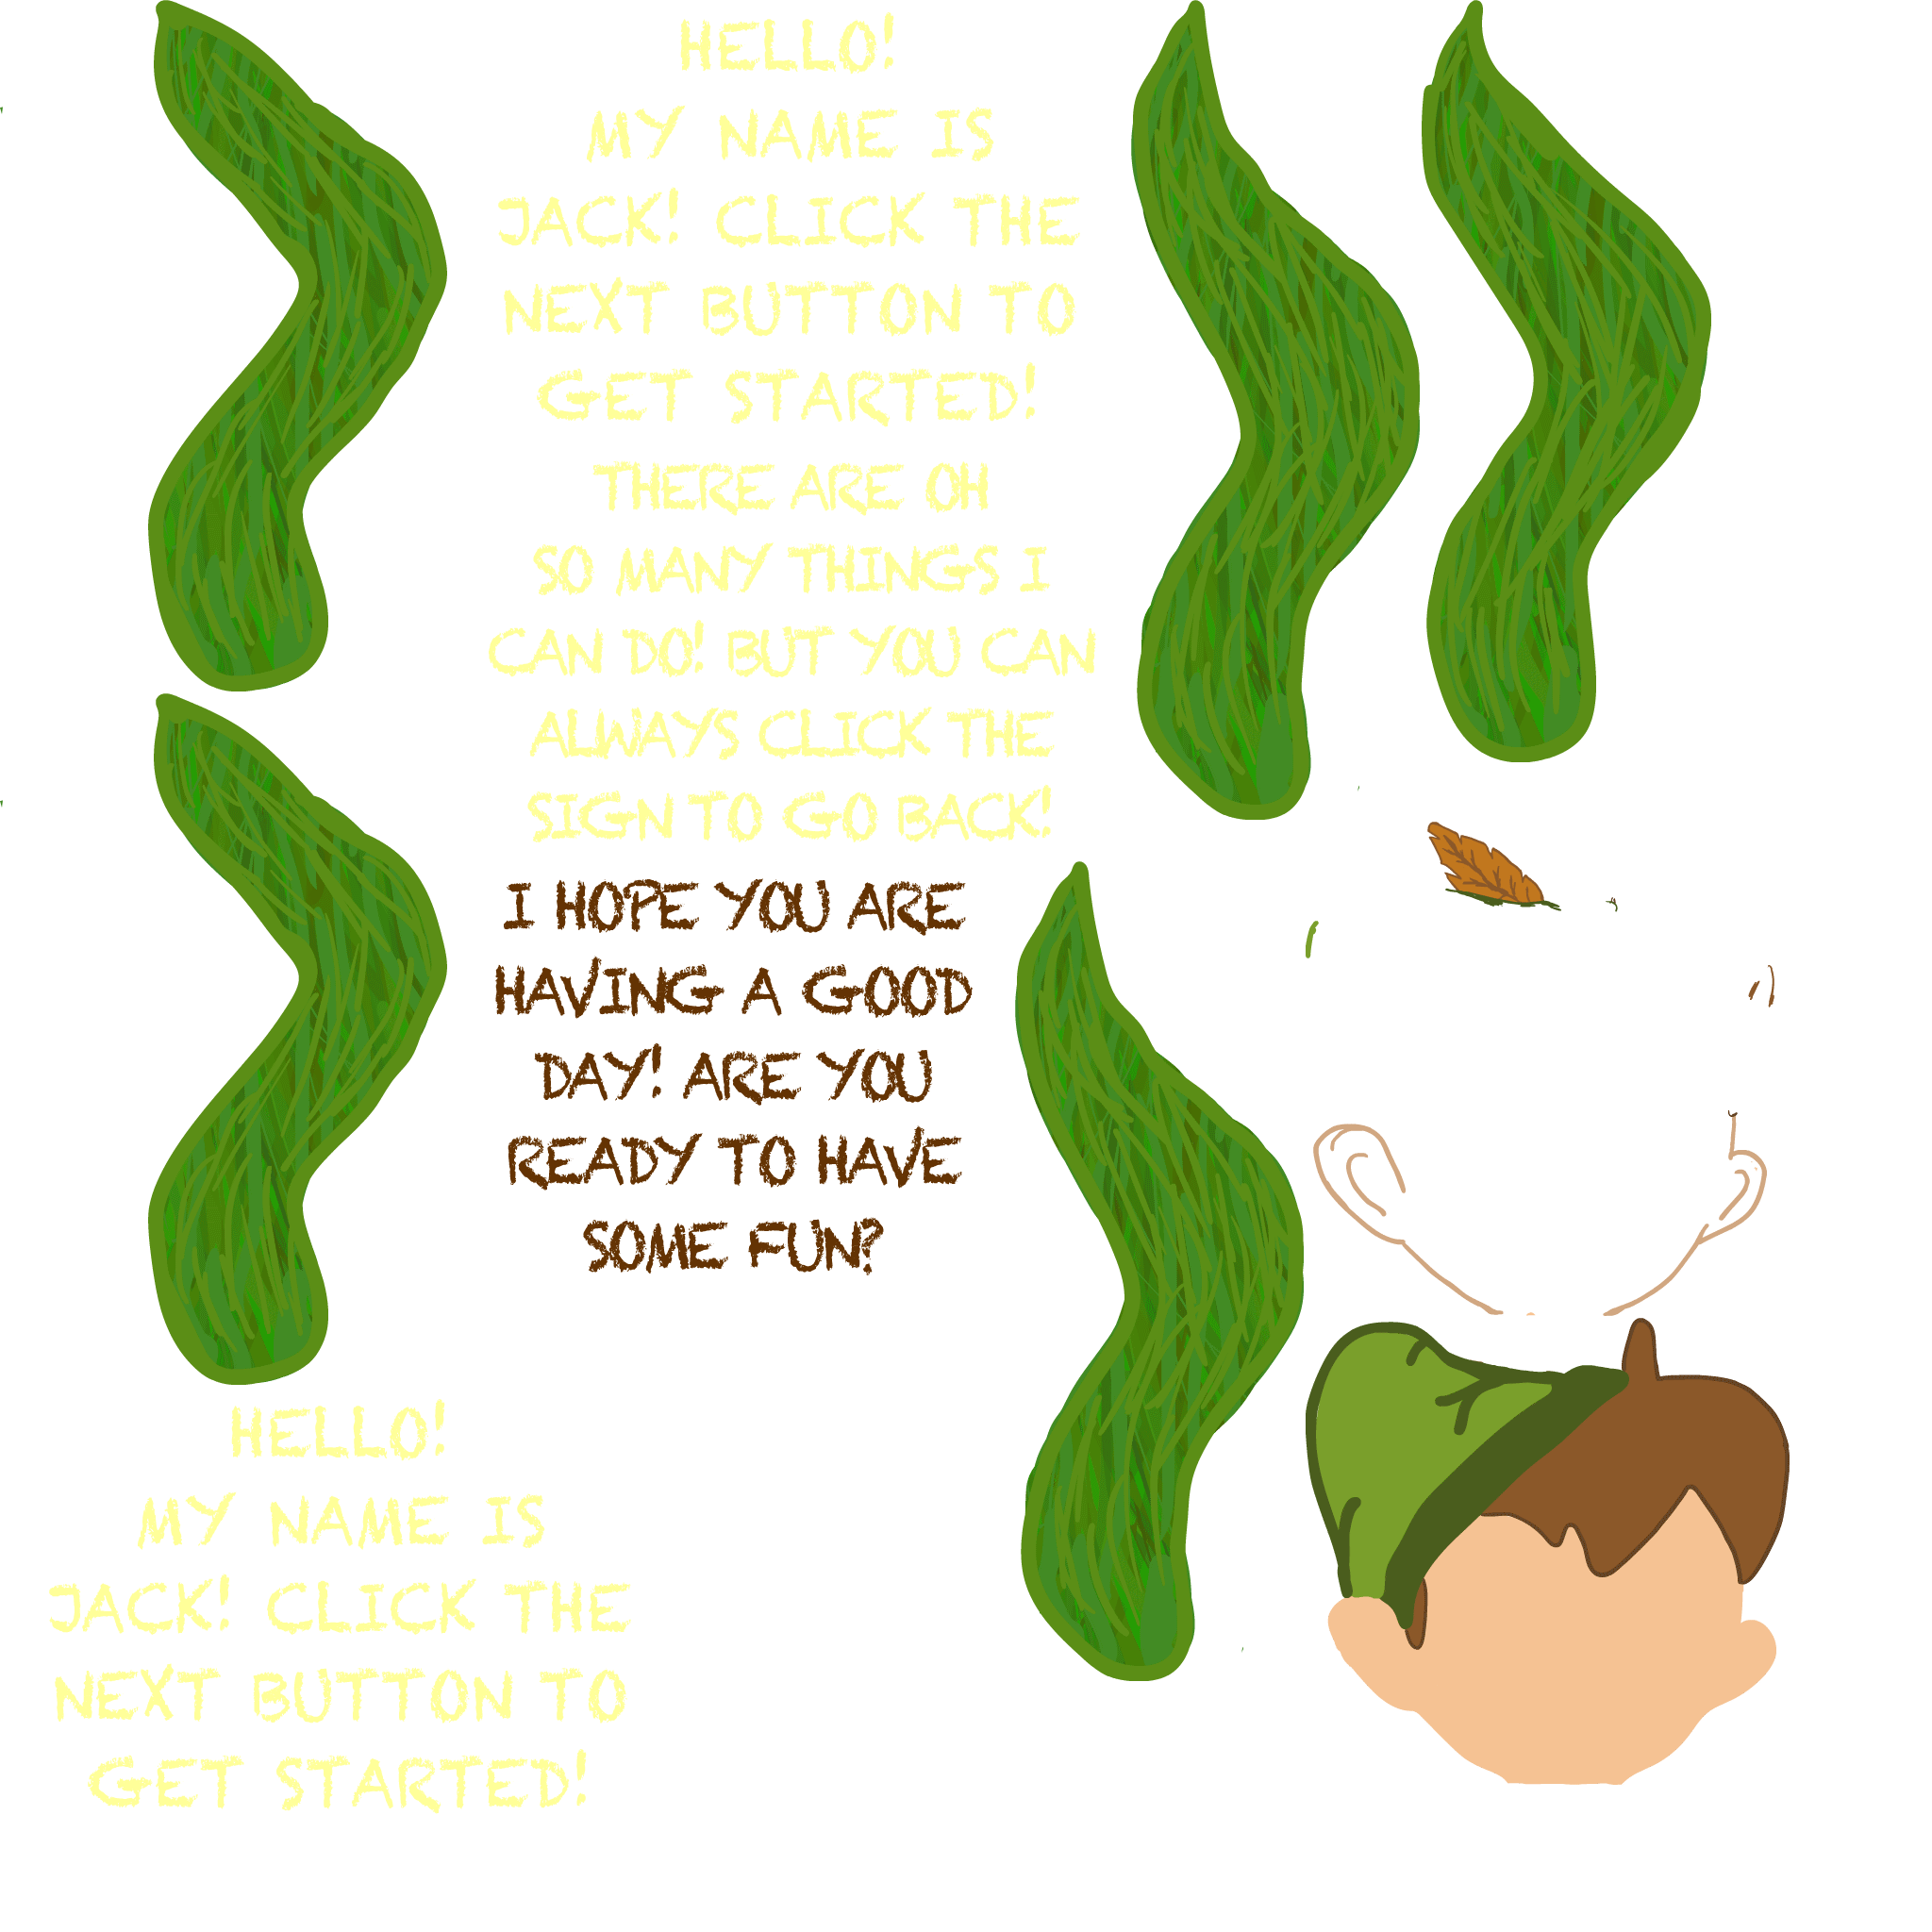 HELLO!
MY NAME IS
JACK! CLICK THE
NEXT BUTTON TO
GET STARTED!
THERE ARE OH
SO MANY THINGS I
CAN DO! BUT YOU CAN
ALWAYS CLICK THE
SIGN TO GO BACK!
I HOPE YOU ARE
HAVING A GOOD
DAY! ARE YOU
READY TO HAVE
SOME FUN?
HELLO!
MY NAME IS
JACK! CLICK THE
NEXT BUTTON TO
GET STARTED!